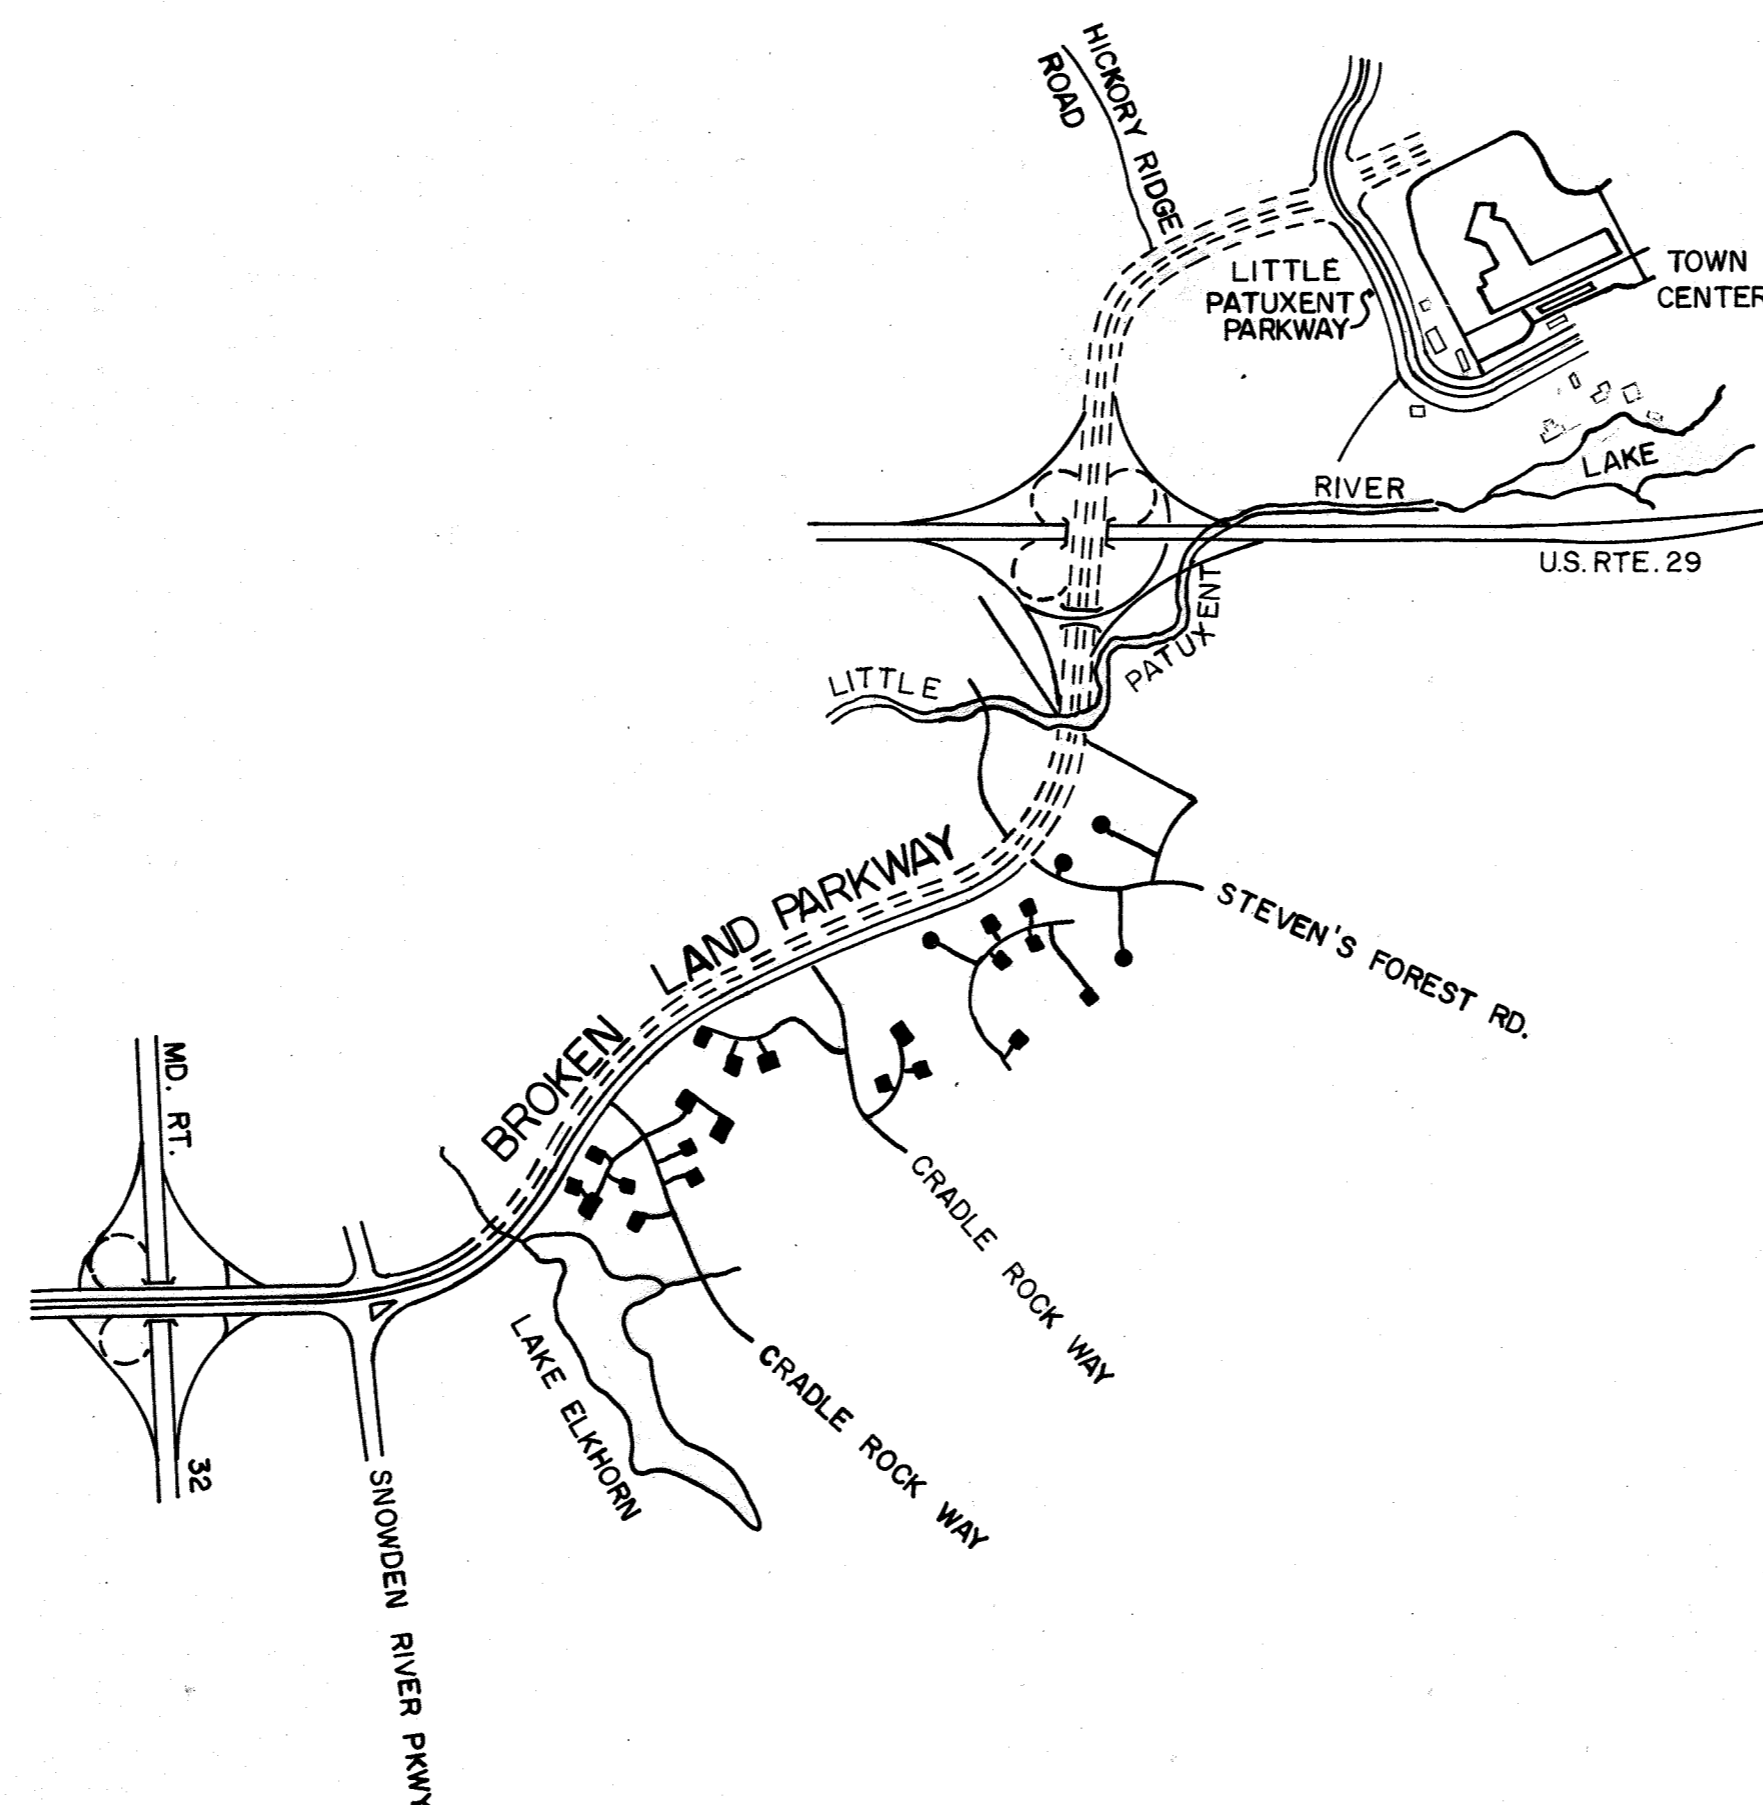 HICKORY RIDGE
ROAD
LITTLE
PATUXENT
PARKWAY
TOWN
CENTER
LAKE
RIVER
U.S. RTE. 29
PATUXENT
LITTLE
BROKEN LAND PARKWAY
STEVEN'S FOREST RD.
MD. RT. 32
CRADLE ROCK WAY
CRADLE ROCK WAY
LAKE ELKHORN
SNOWDEN RIVER PKWY